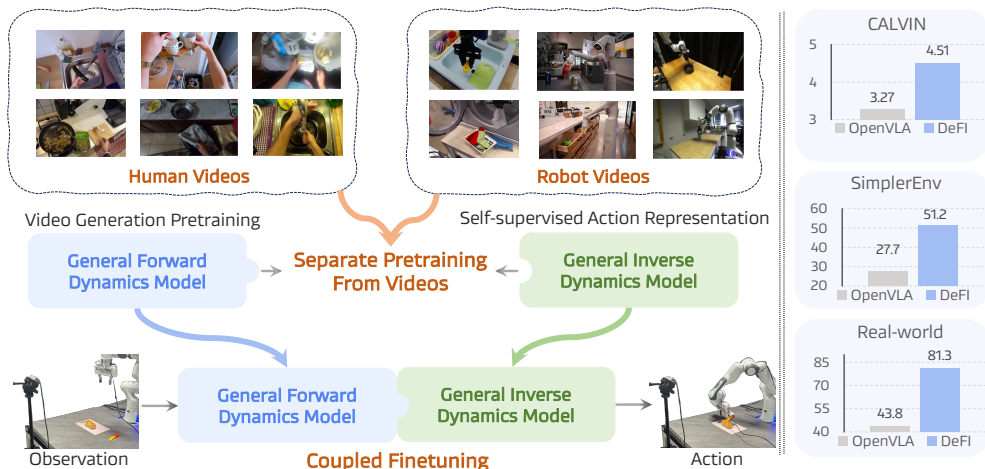 Human Videos
Robot Videos
Video Generation Pretraining
Self-supervised Action Representation
General Forward
Dynamics Model
Separate Pretraining
From Videos
General Inverse
Dynamics Model
General Forward
Dynamics Model
General Inverse
Dynamics Model
Observation
Coupled Finetuning
Action
CALVIN
5
4
3
3.27
4.51
OpenVLA
DeFI
SimplerEnv
60
50
40
30
20
27.7
51.2
OpenVLA
DeFI
Real-world
85
70
55
40
43.8
81.3
OpenVLA
DeFI